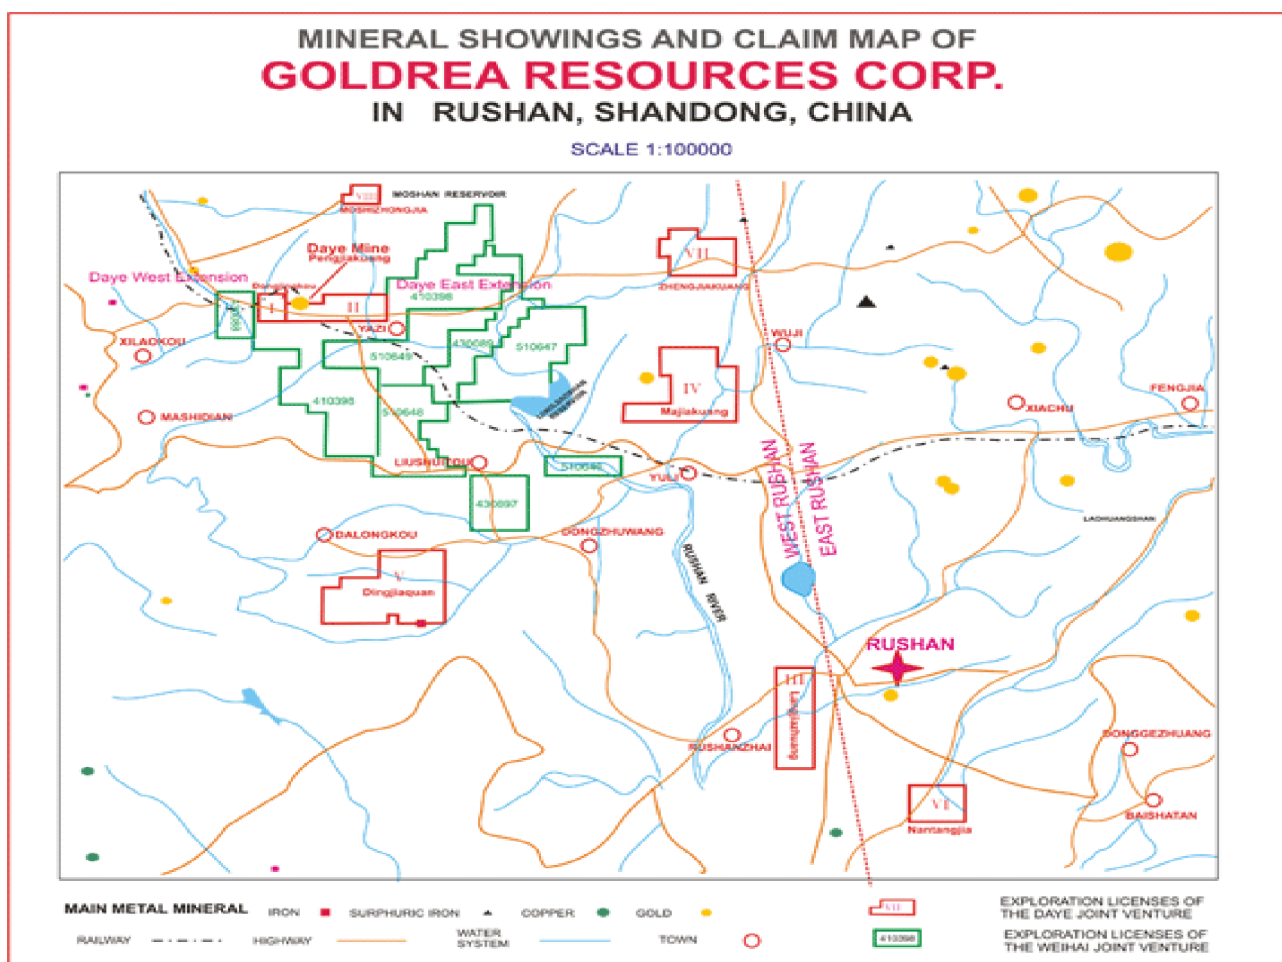 MINERAL SHOWINGS AND CLAIM MAP OF
GOLDREA RESOURCES CORP.
IN RUSHAN, SHANDONG, CHINA
SCALE 1:100000
VIII
MOSHAN RESERVOIR
MOSHIZHONGJIA
Daye Mine
Pengjiakuang
Daye West Extension
Daye East Extension
410398
I
II
VII
ZHENGJIAKUANG
YAZI
XILAOKOU
430689
510647
510649
WUJI
IV
Majiakuang
FENGJIA
XIACHU
410398
510648
RESERVOIR
MASHIDIAN
LIUSHUITOU
YULI
WEST RUSHAN
EAST RUSHAN
430697
LAOHUANGSHAN
DALONGKOU
DONGZHUWANG
RUSHAN RIVER
V
Dingjiaquan
RUSHAN
III
RUSHANZHAI
DONGGEZHUANG
VI
Nantangjia
BAISHATAN
MAIN METAL MINERAL
IRON
SURPHURIC IRON
COPPER
GOLD
VII
EXPLORATION LICENSES OF
THE DAYE JOINT VENTURE
RAILWAY
HIGHWAY
WATER
SYSTEM
TOWN
410398
EXPLORATION LICENSES OF
THE WEIHAI JOINT VENTURE